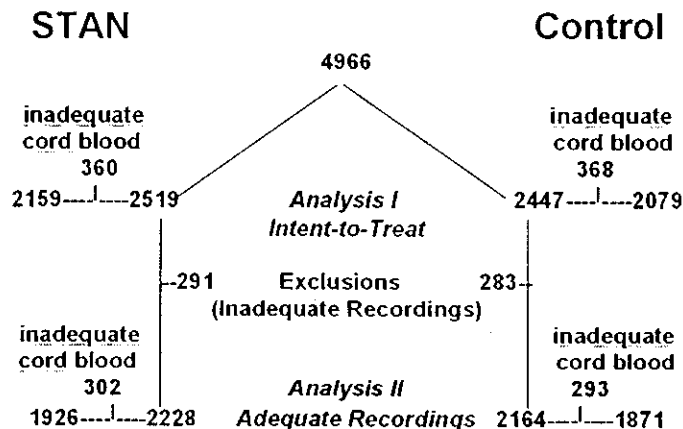 STAN Control
4966
inadequate inadequate
cord blood cord blood
360 368
2159 2519 Analysis I 2447 2079
Intent-to-Treat
291 Exclusions 283
(Inadequate Recordings)
inadequate inadequate
cord blood cord blood
302 Analysis II 293
1926 2228 Adequate Recordings 2164 1871